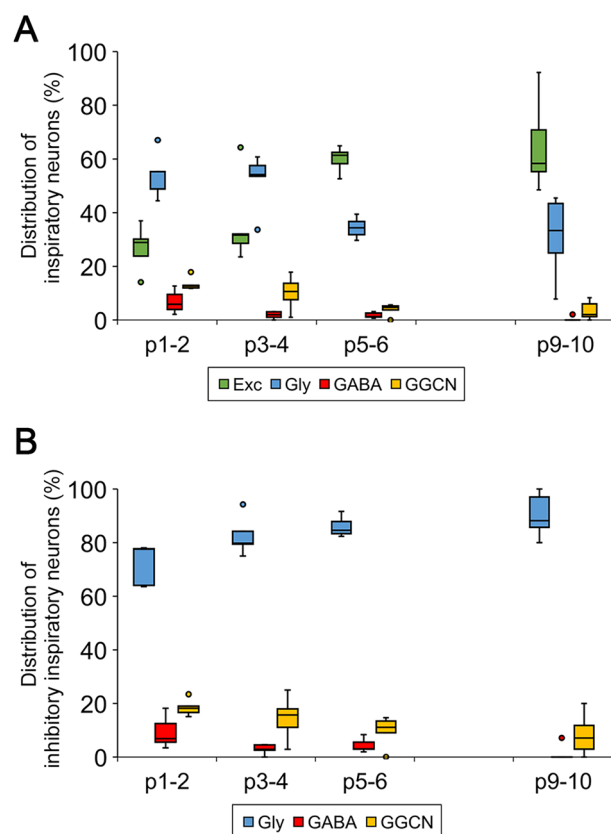 A
Distribution of
inspiratory neurons (%)
100
80
60
40
20
0
p1-2 p3-4 p5-6 p9-10
Exc Gly GABA GGCN
B
Distribution of
inhibitory inspiratory neurons (%)
100
80
60
40
20
0
p1-2 p3-4 p5-6 p9-10
Gly GABA GGCN